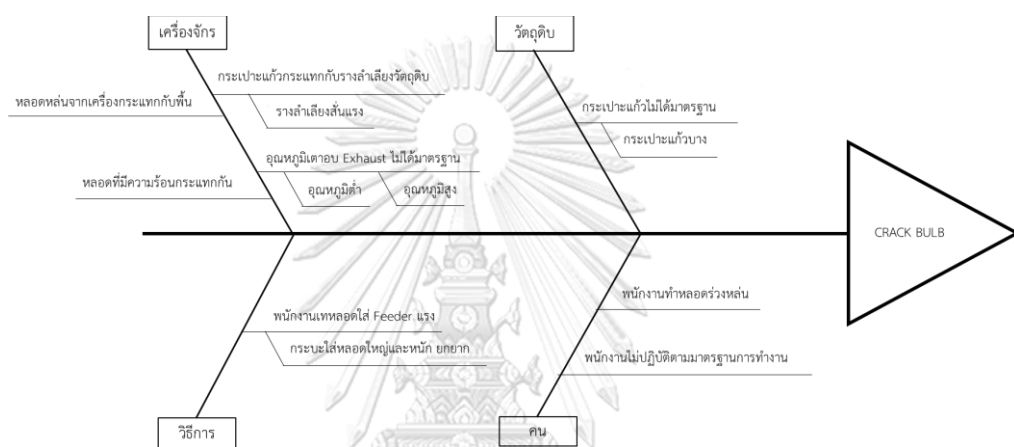 เครื่องจักร
วัตถุดิบ
กระเปาะแก้วกระแทกกับรางลำเลียงวัตถุดิบ
หลอดหล่นจากเครื่องกระแทกกับพื้น
รางลำเลียงสั่นแรง
กระเปาะแก้วไม่ได้มาตรฐาน
กระเปาะแก้วบาง
อุณหภูมิเตาอบ Exhaust ไม่ได้มาตรฐาน
หลอดที่มีความร้อนกระแทกกัน
อุณหภูมิต่ำ
อุณหภูมิสูง
CRACK BULB
พนักงานทำหลอดร่วงหล่น
พนักงานเทหลอดใส่ Feeder แรง
กระบะใส่หลอดใหญ่และหนัก ยกยาก
พนักงานไม่ปฏิบัติตามมาตรฐานการทำงาน
วิธีการ
คน